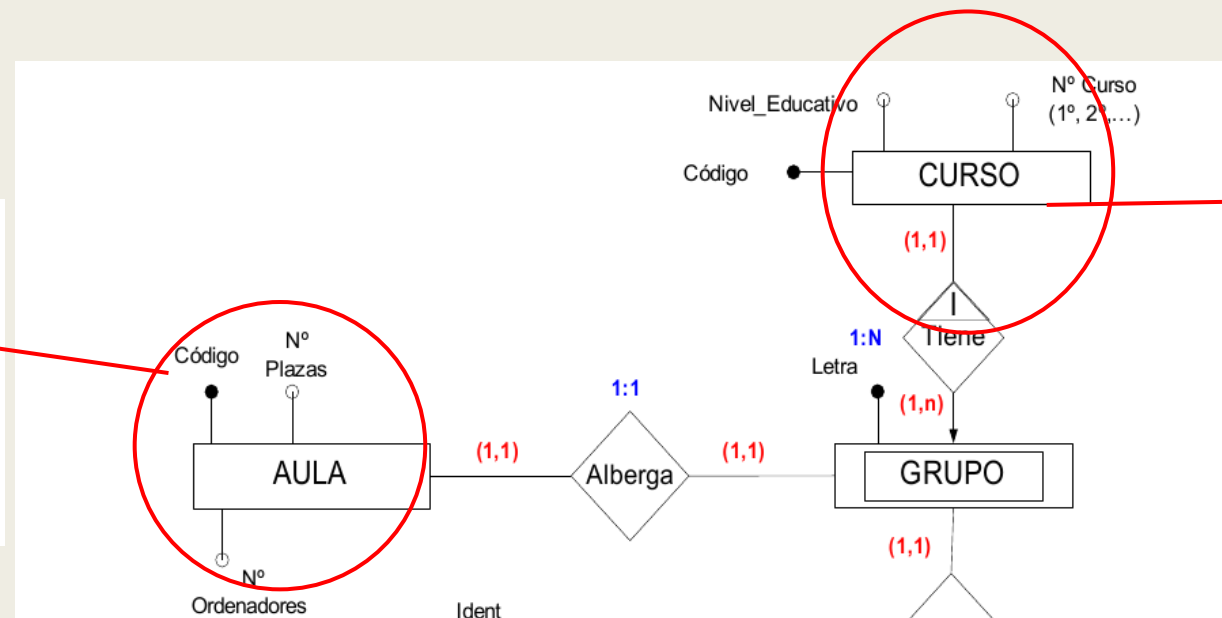 Nº Curso
Nivel_Educativo
(1º, 2º,…)
Código
CURSO
(1,1)
I
Tiene
1:N
Nº
Código
Plazas
Letra
1:1
(1,n)
(1,1)
(1,1)
AULA
Alberga
GRUPO
(1,1)
Nº
Ordenadores
Ident